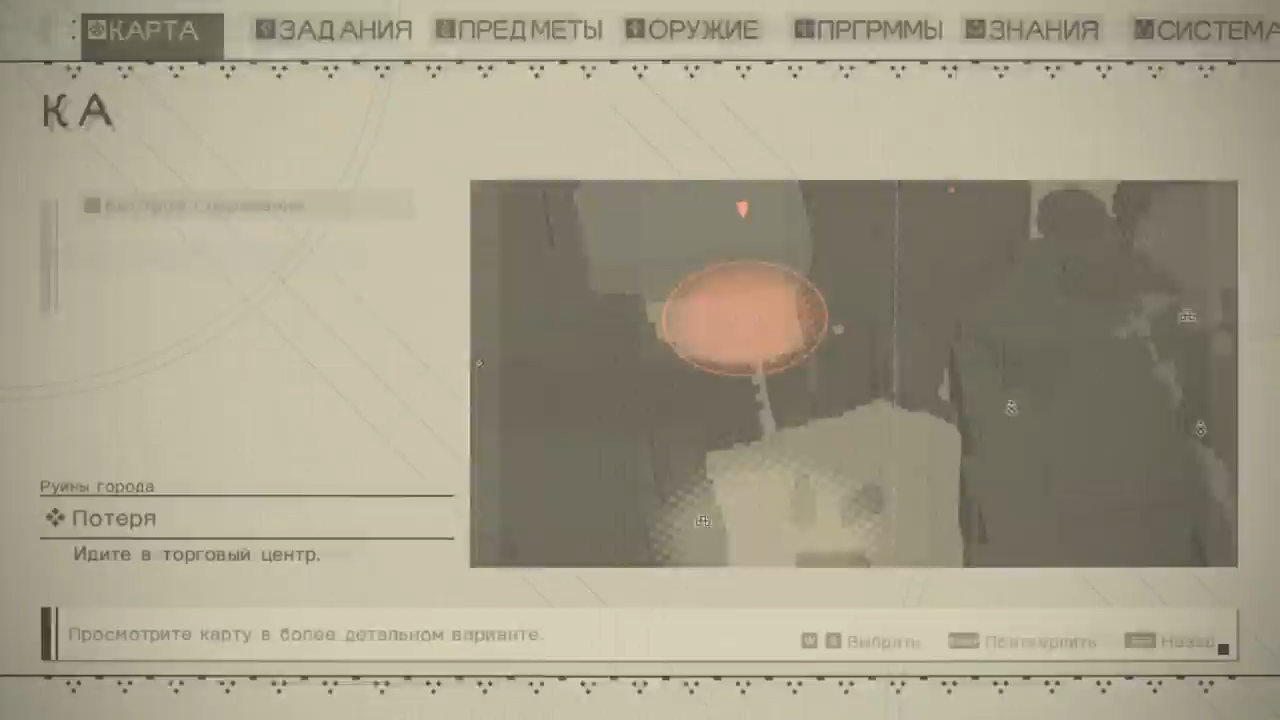 КАРТА ЗАДАНИЯ ПРЕДМЕТЫ ОРУЖИЕ ПРГРММЫ ЗНАНИЯ СИСТЕМА
КА
Руины города
Потеря
Идите в торговый центр.
Просмотрите карту в более детальном варианте.
Выбрать Подтвердить Назад